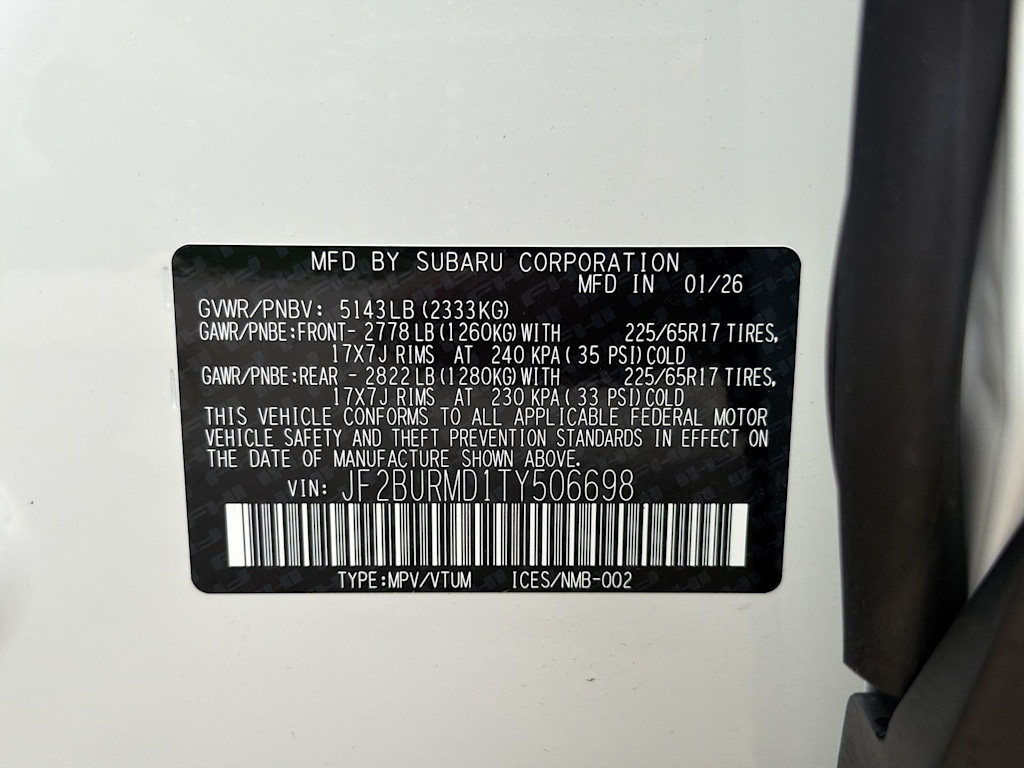 MFD BY SUBARU CORPORATION
MFD IN 01/26
GVWR/PNBV: 5143LB (2333KG)
GAWR/PNBE:FRONT- 2778 LB (1260KG) WITH 225/65R17 TIRES,
17X7J RIMS AT 240 KPA ( 35 PSI) COLD
GAWR/PNBE:REAR - 2822 LB (1280KG) WITH 225/65R17 TIRES,
17X7J RIMS AT 230 KPA ( 33 PSI) COLD
THIS VEHICLE CONFORMS TO ALL APPLICABLE FEDERAL MOTOR
VEHICLE SAFETY AND THEFT PREVENTION STANDARDS IN EFFECT ON
THE DATE OF MANUFACTURE SHOWN ABOVE.
VIN: JF2BURMD1TY506698
TYPE:MPV/VTUM ICES/NMB-002